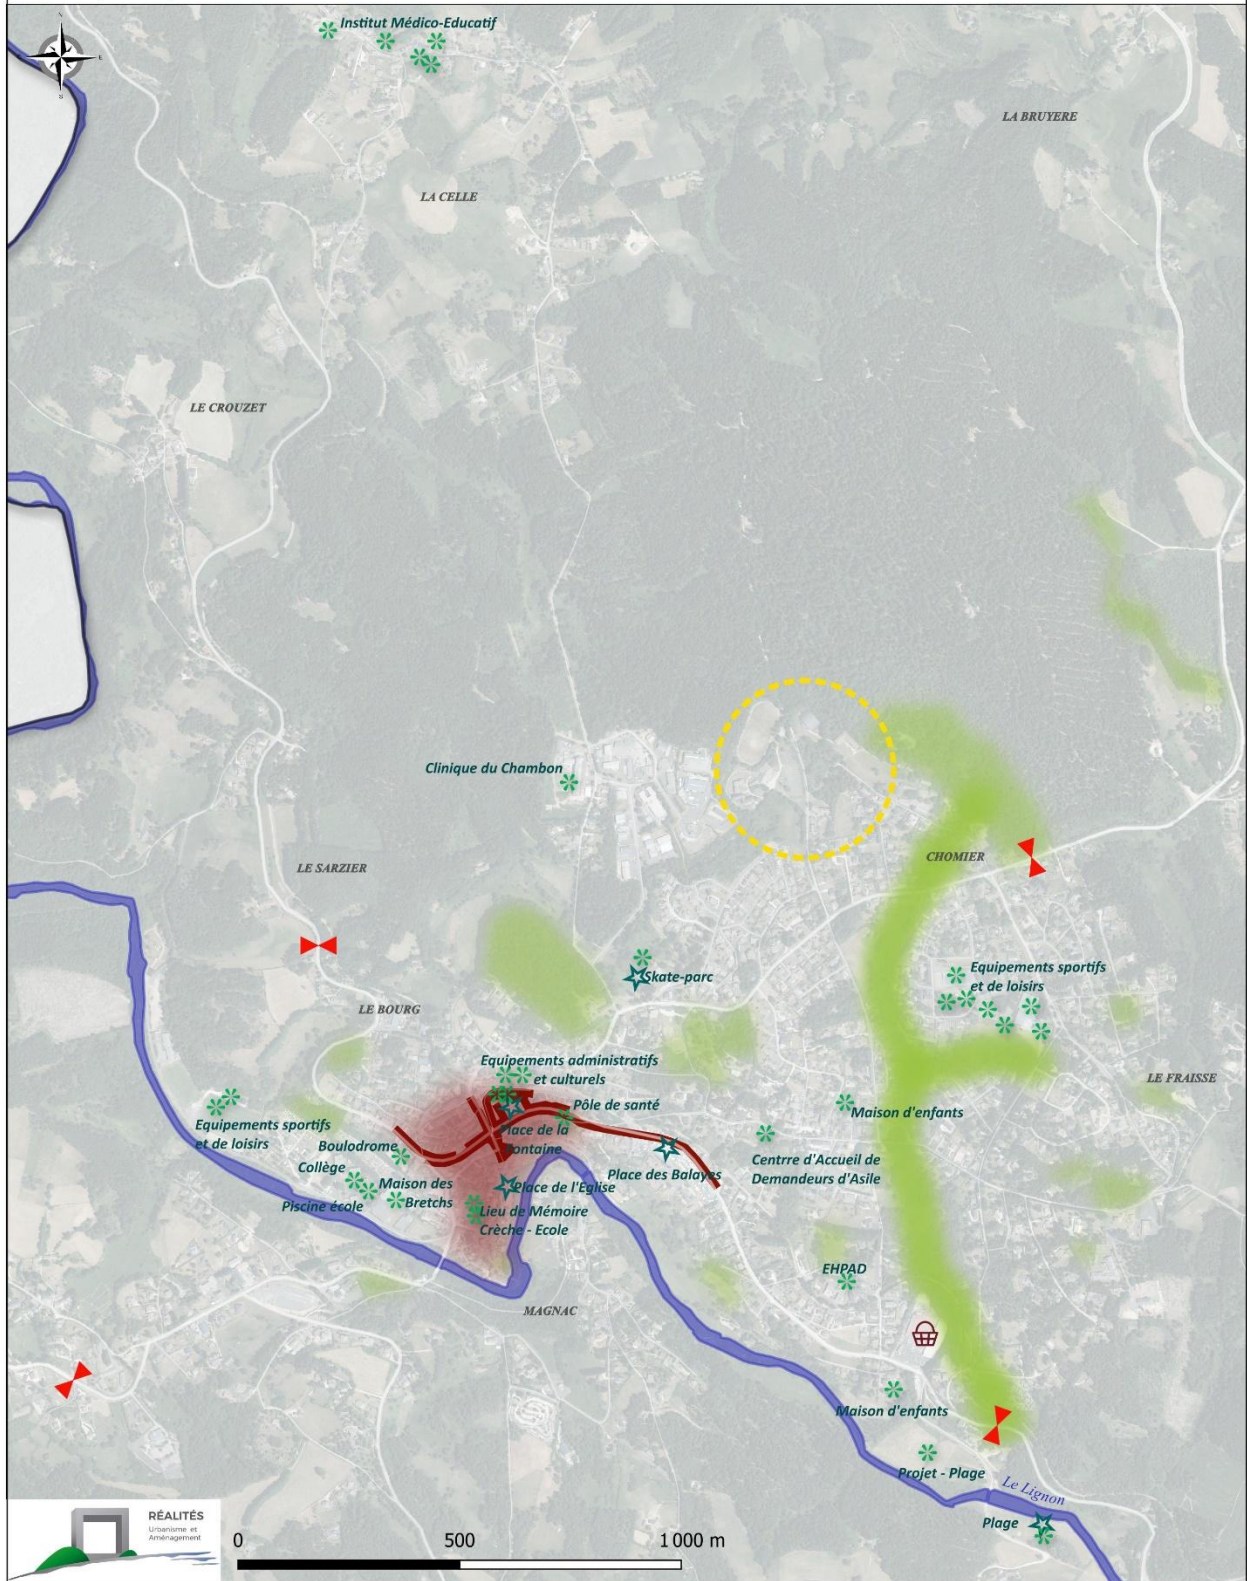 Institut Médico-Educatif
N
E
S
LA BRUYERE
LA CELLE
LE CROUZET
Clinique du Chambon
CHOMIER
LE SARZIER
Equipements sportifs
et de loisirs
Skate-parc
LE BOURG
Equipements administratifs
et culturels
LE FRAISSE
Pôle de santé
Maison d'enfants
Equipements sportifs
et de loisirs
Place de la
Fontaine
Boulodrome
Centrre d'Accueil de
Demandeurs d'Asile
Collège
Place des Balayes
Maison des
Bretchs
Place de l'Eglise
Piscine école
Lieu de Mémoire
Crèche - Ecole
EHPAD
MAGNAC
Maison d'enfants
Projet - Plage
Le Lignon
Plage
RÉALITÉS
Urbanisme et
Aménagement
0 500 1 000 m